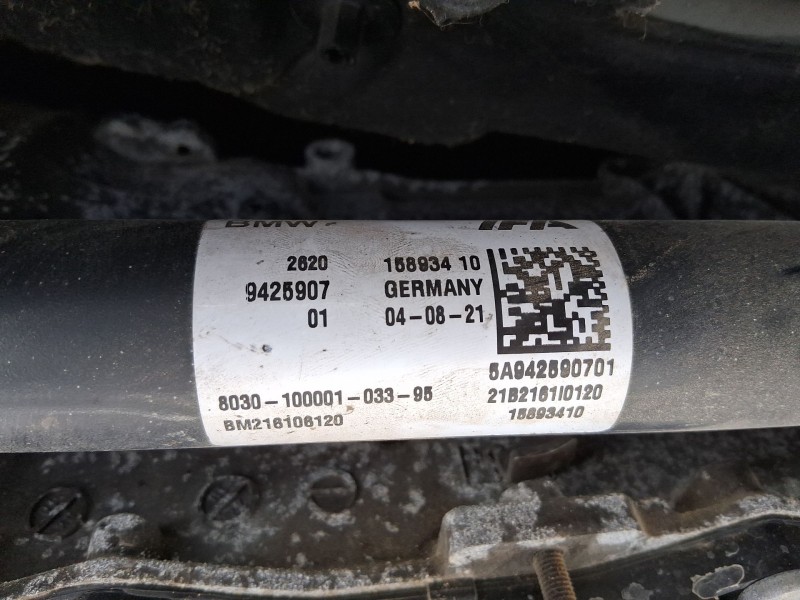 BMW
IFA
2620 158934 10
9425907 GERMANY
01 04-08-21
5A942590701
8030-100001-033-95 21B2161I0120
BM216106120 15893410